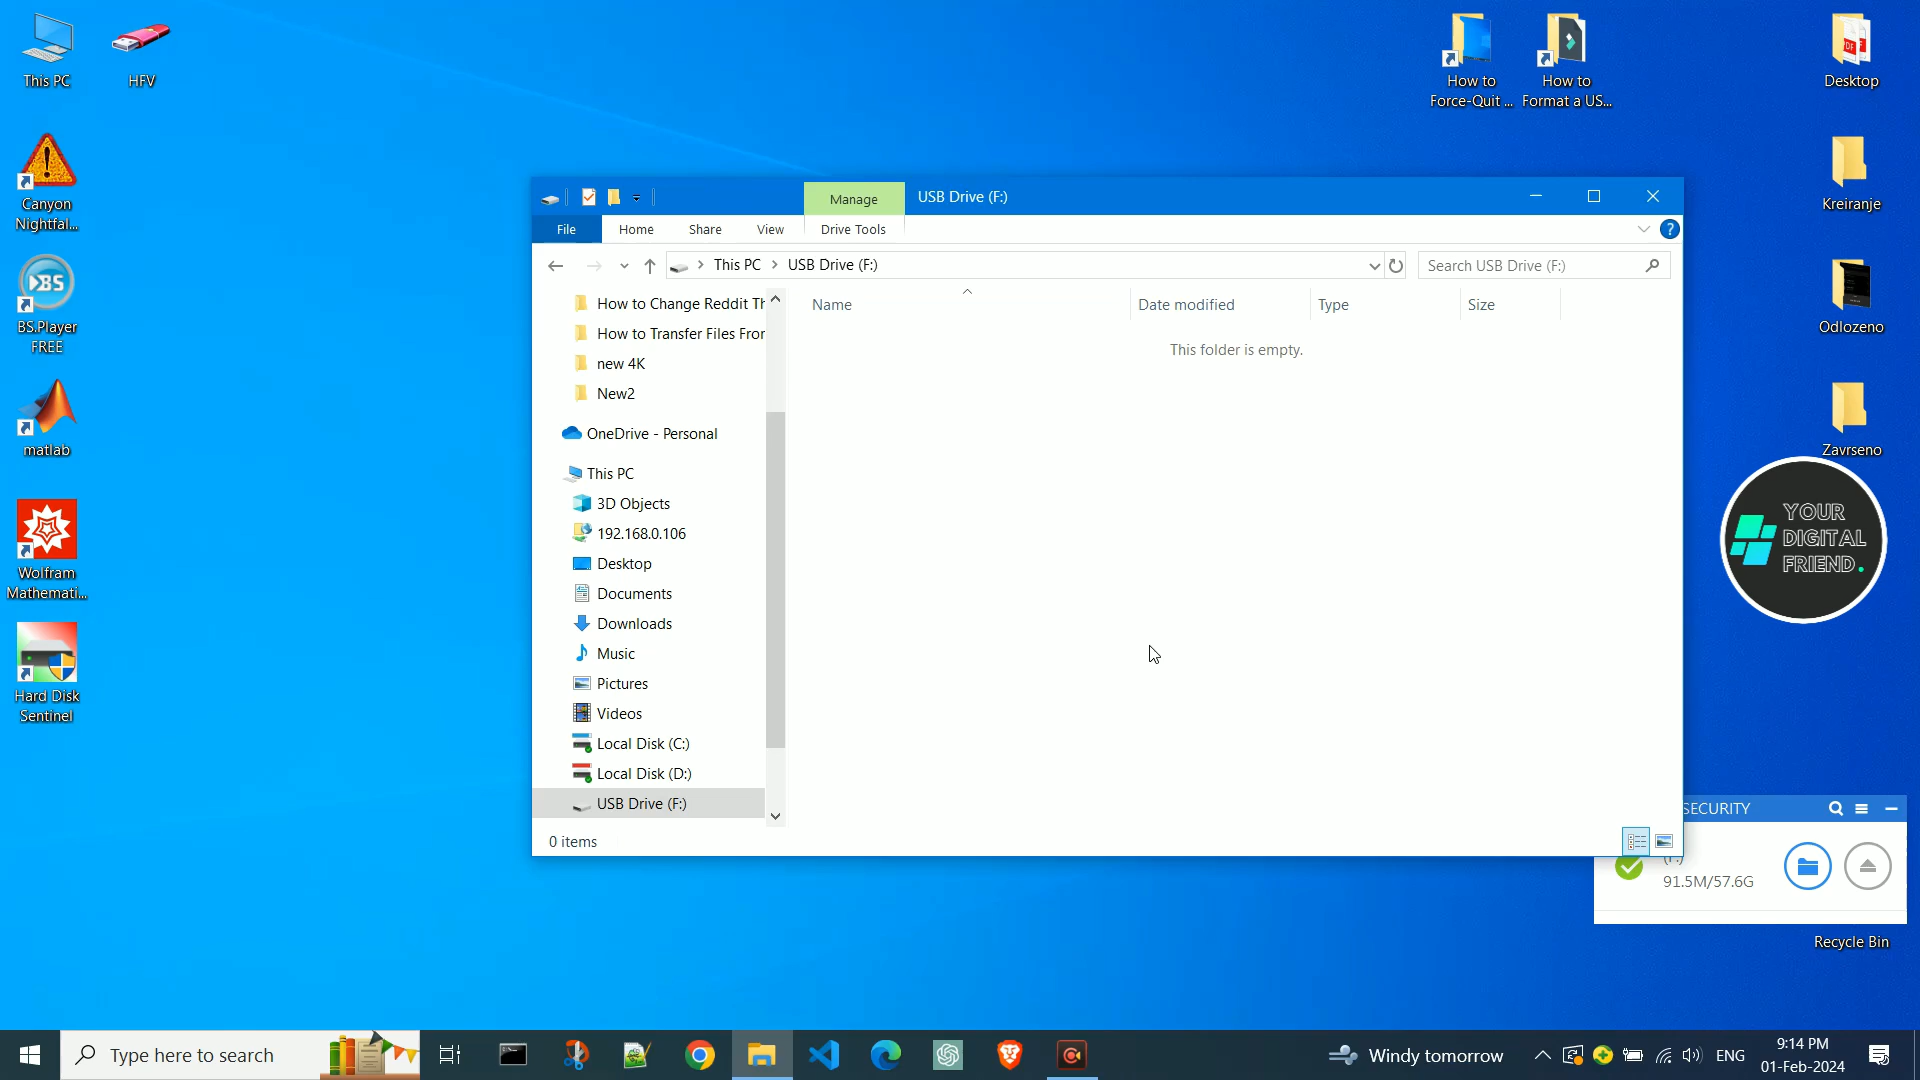 This PC
HFV
How to
Force-Quit ...
How to
Format a US...
Desktop
Canyon
Nightfal...
Kreiranje
BS.Player
FREE
Odlozeno
matlab
Zavrseno
Wolfram
Mathemati...
Hard Disk
Sentinel
Manage
USB Drive (F:)
File
Home
Share
View
Drive Tools
This PC
USB Drive (F:)
Search USB Drive (F:)
How to Change Reddit Th
How to Transfer Files Fror
new 4K
New2
OneDrive - Personal
This PC
3D Objects
192.168.0.106
Desktop
Documents
Downloads
Music
Pictures
Videos
Local Disk (C:)
Local Disk (D:)
USB Drive (F:)
Name
Date modified
Type
Size
This folder is empty.
0 items
YOUR
DIGITAL
FRIEND.
SECURITY
91.5M/57.6G
Recycle Bin
Type here to search
Windy tomorrow
ENG
9:14 PM
01-Feb-2024